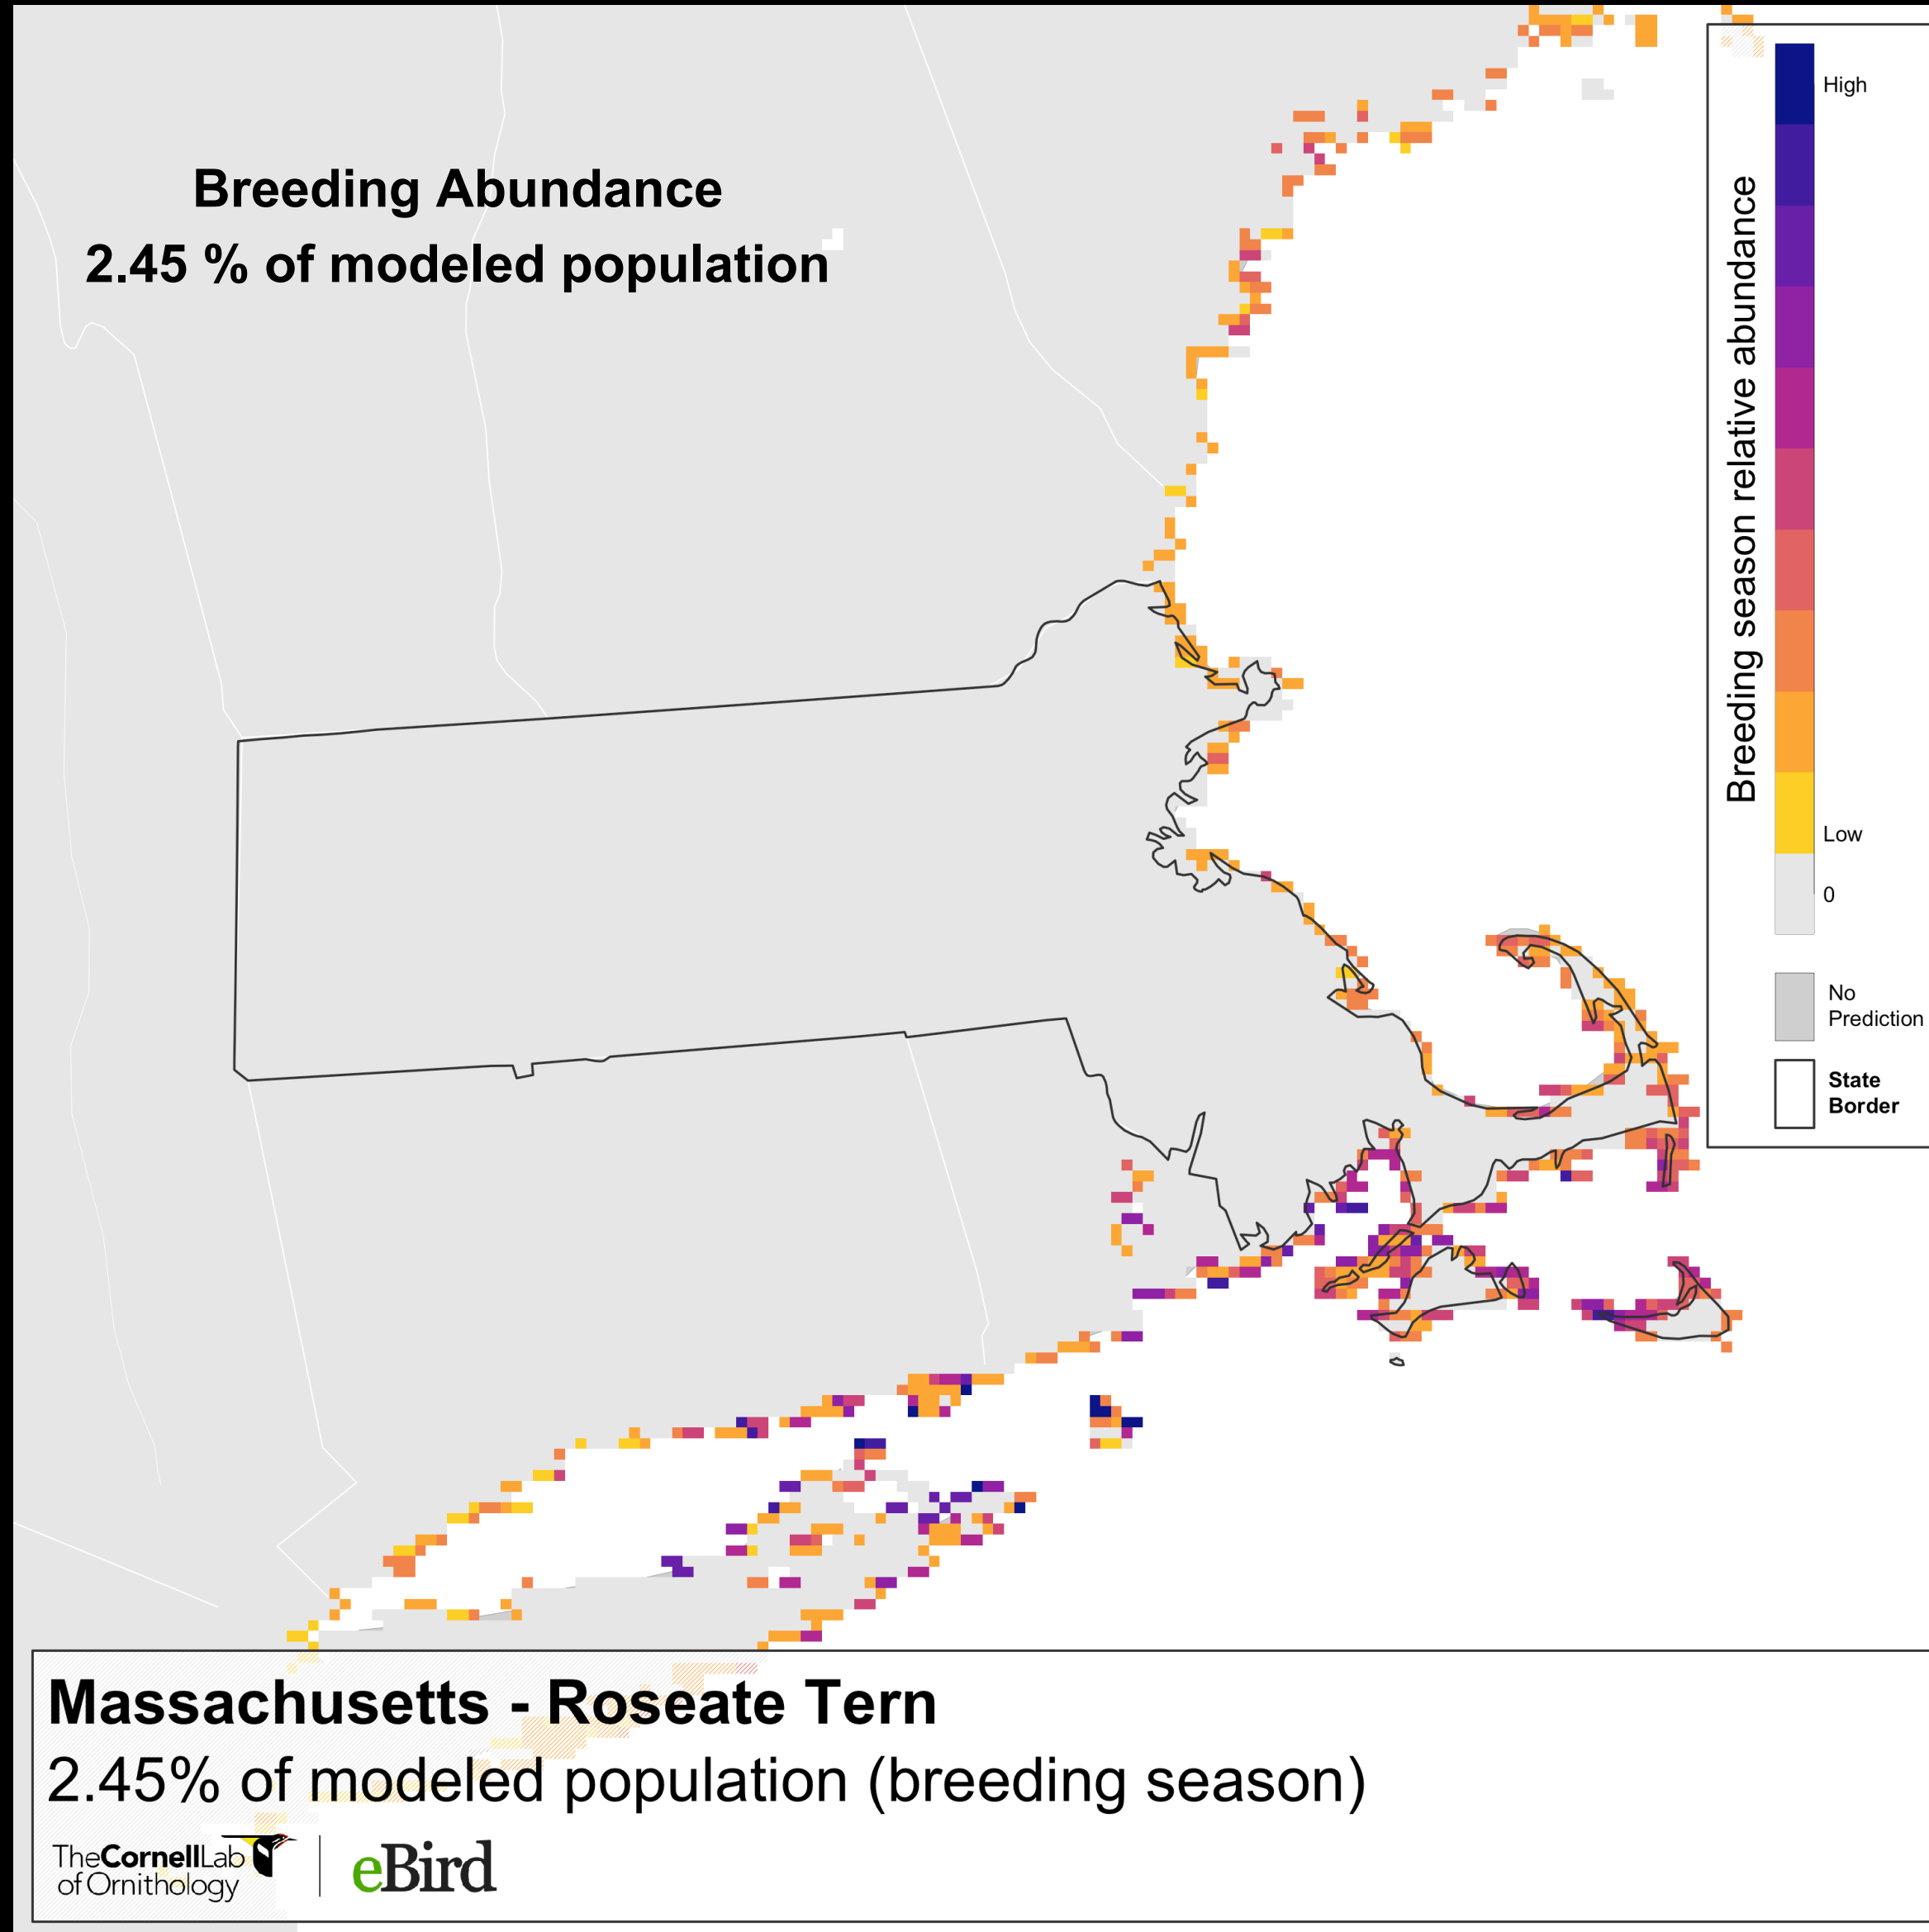 Breeding Abundance
2.45 % of modeled population
Breeding season relative abundance
High
Low
0
No
Prediction
State
Border
Massachusetts - Roseate Tern
2.45% of modeled population (breeding season)
TheCornellLab
of Ornithology
eBird